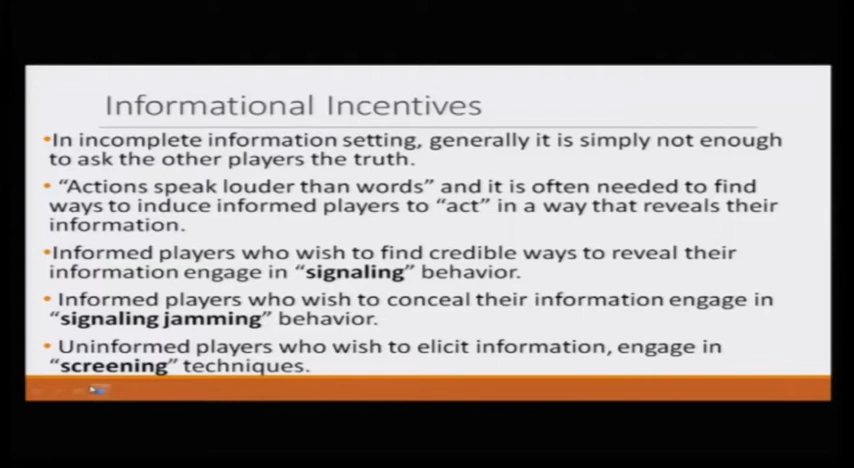 Informational Incentives
•In incomplete information setting, generally it is simply not enough
to ask the other players the truth.
• “Actions speak louder than words” and it is often needed to find
ways to induce informed players to “act” in a way that reveals their
information.
•Informed players who wish to find credible ways to reveal their
information engage in “signaling” behavior.
• Informed players who wish to conceal their information engage in
“signaling jamming” behavior.
• Uninformed players who wish to elicit information, engage in
“screening” techniques.